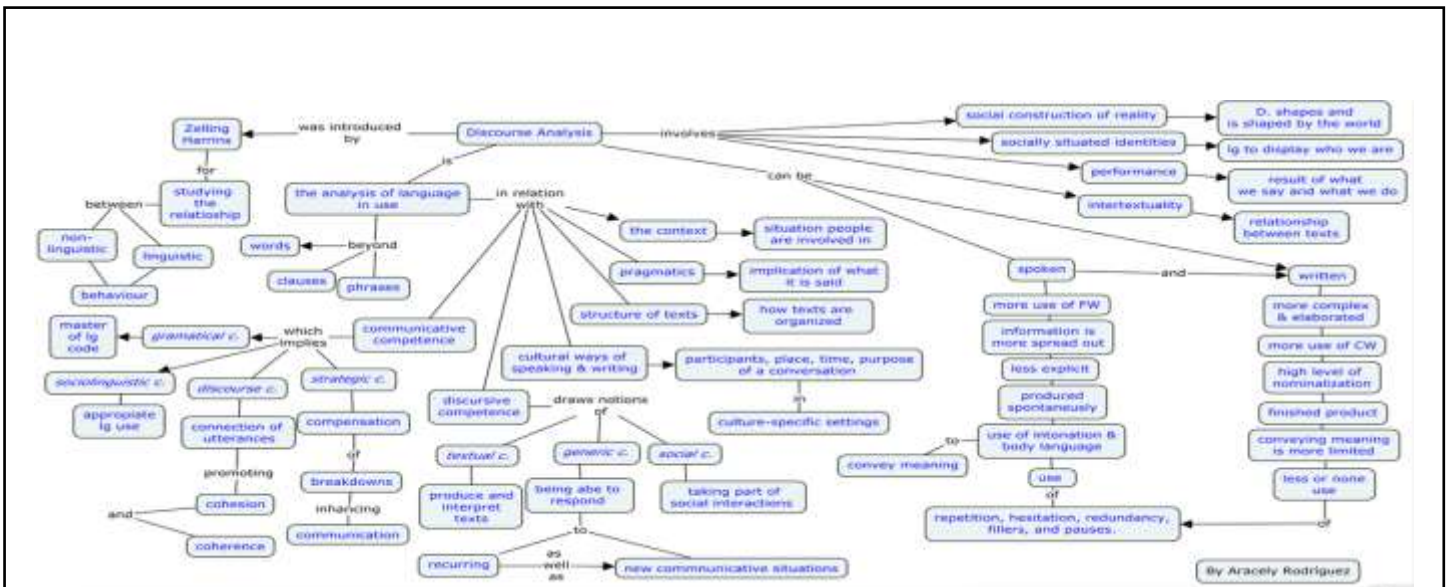 Zelling
Harrins
was introduced
by
Discourse Analysis
involves
social construction of reality
D. shapes and
is shaped by the world
socially situated identities
lg to display who we are
performance
result of what
we say and what we do
intertextuality
relationship
between texts
for
studying
the
relatioship
between
non-
linguistic
linguistic
behaviour
is
the analysis of language
in use
beyond
words
clauses
phrases
in relation
with
the context
situation people
are involved in
pragmatics
implication of what
it is said
structure of texts
how texts are
organized
cultural ways of
speaking & writing
participants, place, time, purpose
of a conversation
in
culture-specific settings
communicative
competence
which
implies
gramatical c.
master
of lg
code
sociolinguistic c.
appropiate
lg use
discourse c.
connection of
utterances
promoting
cohesion
and
coherence
strategic c.
compensation
of
breakdowns
inhancing
communication
discursive
competence
draws notions
of
textual c.
produce and
interpret
texts
generic c.
being abe to
respond
to
recurring
as
well
as
new commnunicative situations
social c.
taking part of
social interactions
can be
spoken
and
written
more use of FW
information is
more spread out
less explicit
produced
spontaneously
use of intonation &
body language
to
convey meaning
use
of
repetition, hesitation, redundancy,
fillers, and pauses.
more complex
& elaborated
more use of CW
high level of
nominalization
finished product
conveying meaning
is more limited
less or none
use
of
By Aracely Rodríguez